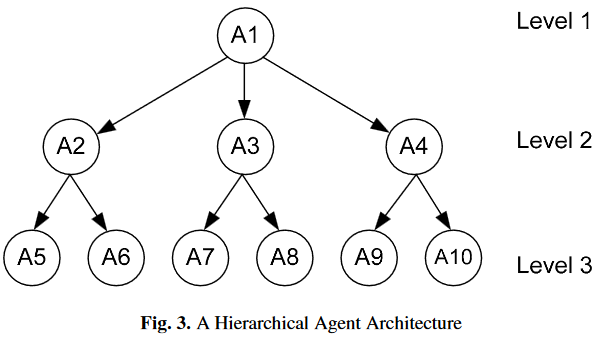 A1
Level 1
A2
A3
A4
Level 2
A5
A6
A7
A8
A9
A10
Level 3
Fig. 3. A Hierarchical Agent Architecture